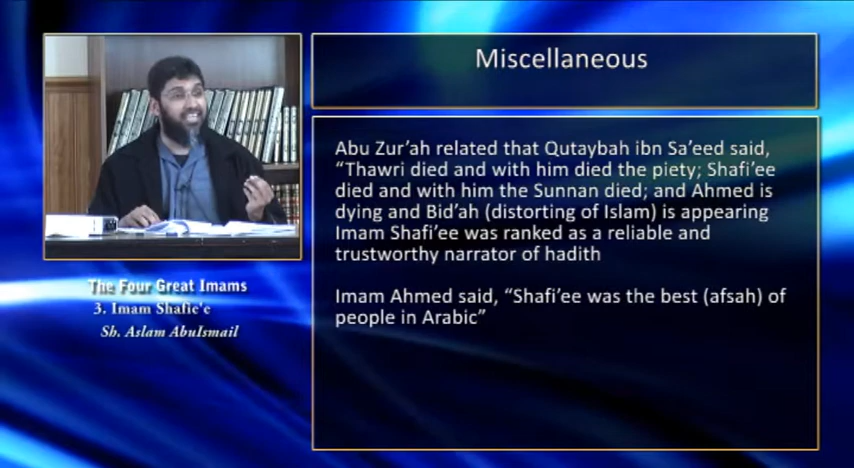 Miscellaneous
Abu Zur'ah related that Qutaybah ibn Sa'eed said,
"Thawri died and with him died the piety; Shafi'ee
died and with him the Sunnan died; and Ahmed is
dying and Bid'ah (distorting of Islam) is appearing
Imam Shafi'ee was ranked as a reliable and
trustworthy narrator of hadith
Imam Ahmed said, "Shafi'ee was the best (afsah) of
people in Arabic"
The Four Great Imams
3. Imam Shafie'e
Sh. Aslam AbuIsmail